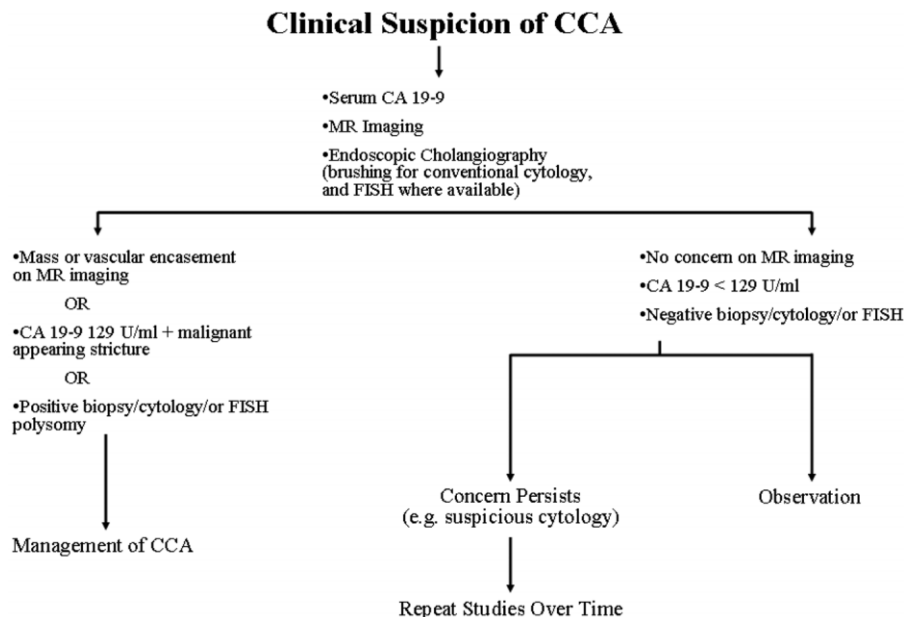 Clinical Suspicion of CCA
•Serum CA 19-9
•MR Imaging
•Endoscopic Cholangiography
(brushing for conventional cytology,
and FISH where available)
•Mass or vascular encasement
on MR imaging
OR
•CA 19-9 129 U/ml + malignant
appearing stricture
OR
•Positive biopsy/cytology/or FISH
polysomy
Management of CCA
•No concern on MR imaging
•CA 19-9 < 129 U/ml
•Negative biopsy/cytology/or FISH
Concern Persists
(e.g. suspicious cytology)
Repeat Studies Over Time
Observation